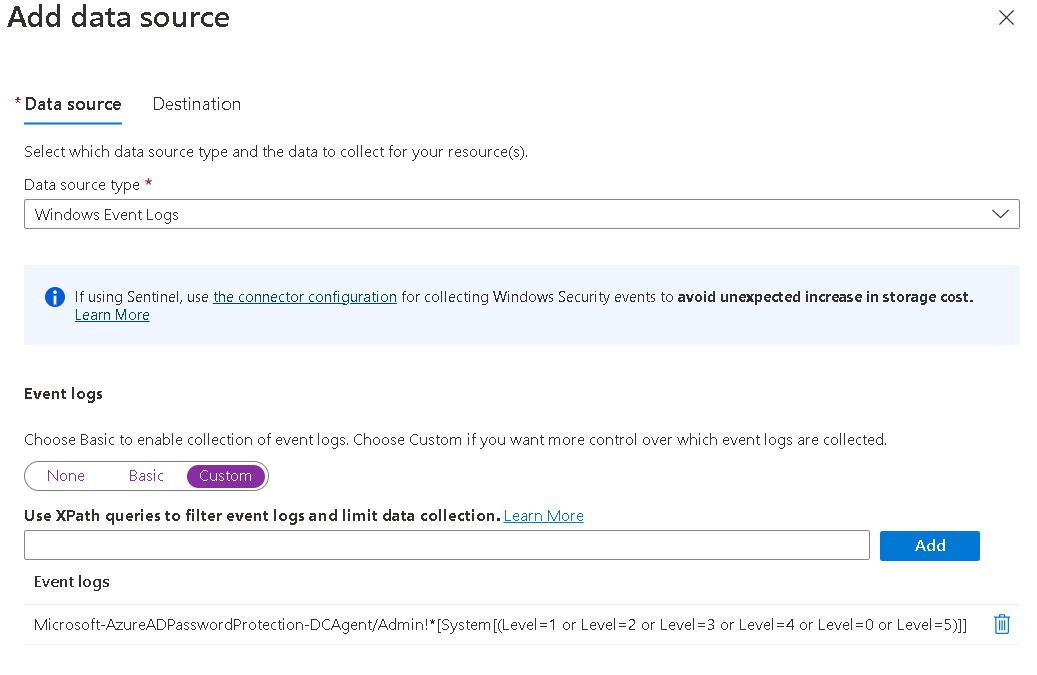 Add data source
* Data source Destination
Select which data source type and the data to collect for your resource(s).
Data source type *
Windows Event Logs
If using Sentinel, use the connector configuration for collecting Windows Security events to avoid unexpected increase in storage cost.
Learn More
Event logs
Choose Basic to enable collection of event logs. Choose Custom if you want more control over which event logs are collected.
None Basic Custom
Use XPath queries to filter event logs and limit data collection. Learn More
Add
Event logs
Microsoft-AzureADPasswordProtection-DCAgent/Admin!*[System[(Level=1 or Level=2 or Level=3 or Level=4 or Level=0 or Level=5)]]